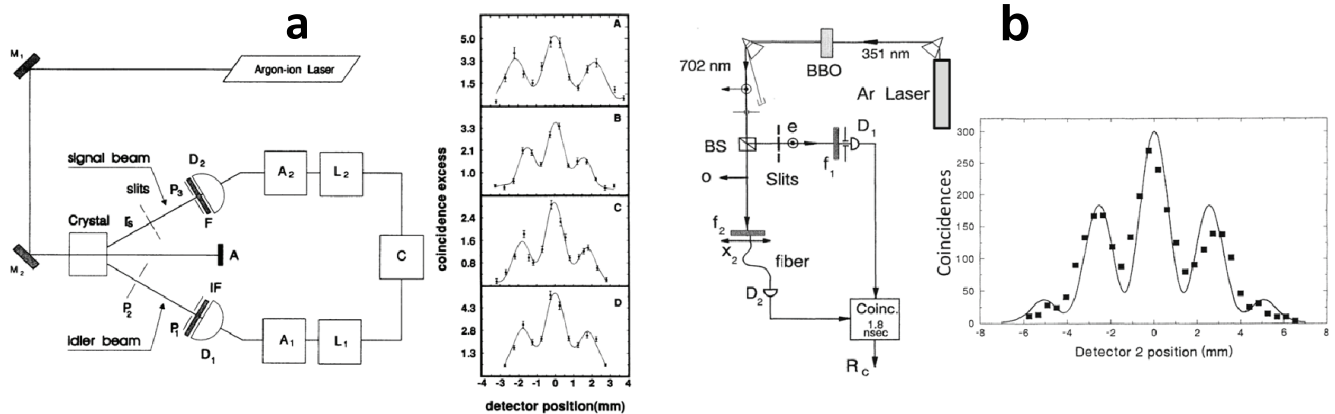 a
M₁
Argon-ion Laser
signal beam
slits
D₂
P₃
A₂
L₂
Crystal
rₛ
F
M₂
A
C
P₂
IF
idler beam
P₁
D₁
A₁
L₁
coincidence excess
A
5.0
3.3
1.5
B
3.3
2.1
1.0
C
2.4
1.6
0.8
D
4.3
2.8
1.3
-4 -3 -2 -1 0 1 2 3 4
detector position(mm)
b
702 nm
BBO
351 nm
Ar Laser
BS
e
D₁
f₁
o
Slits
f₂
X₂
fiber
D₂
Coinc.
1.8
nsec
R_C
Coincidences
300
250
200
150
100
50
0
-8 -6 -4 -2 0 2 4 6 8
Detector 2 position (mm)